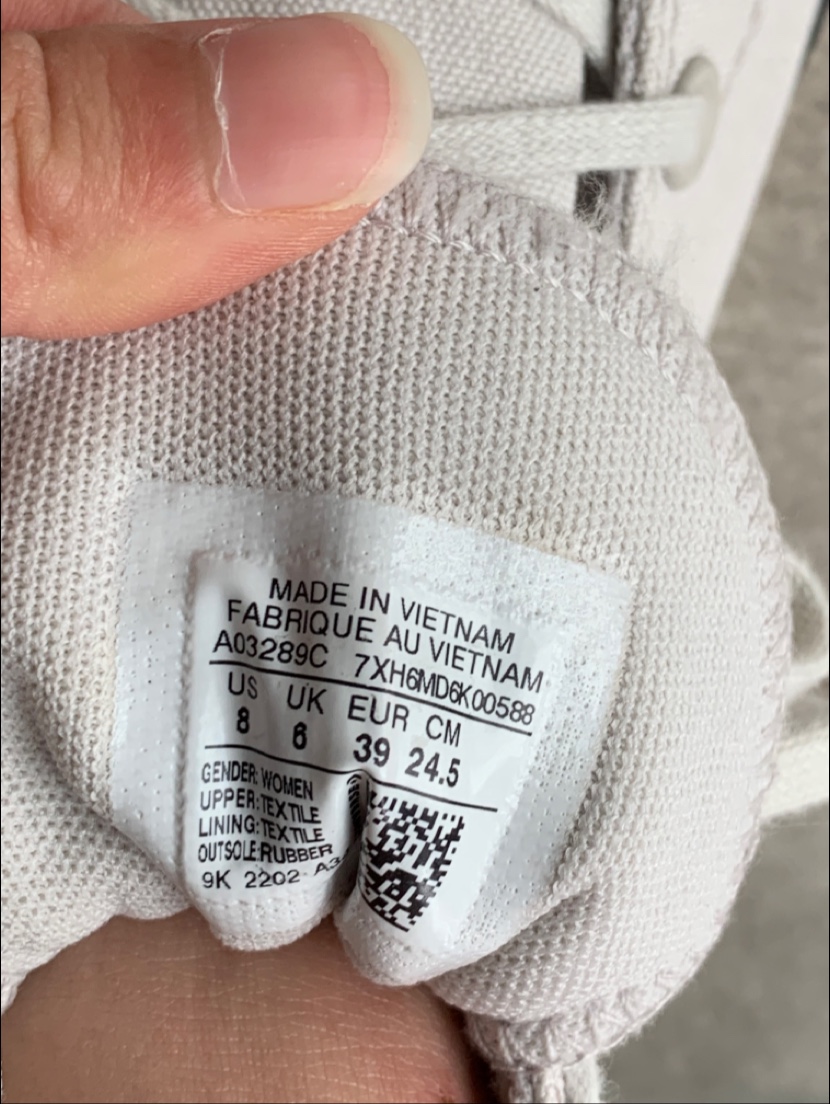 MADE IN VIETNAM
FABRIQUE AU VIETNAM
A03289C 7XH6MD6K00588
US UK EUR CM
8 6 39 24.5
GENDER: WOMEN
UPPER: TEXTILE
LINING: TEXTILE
OUTSOLE: RUBBER
9K 2202